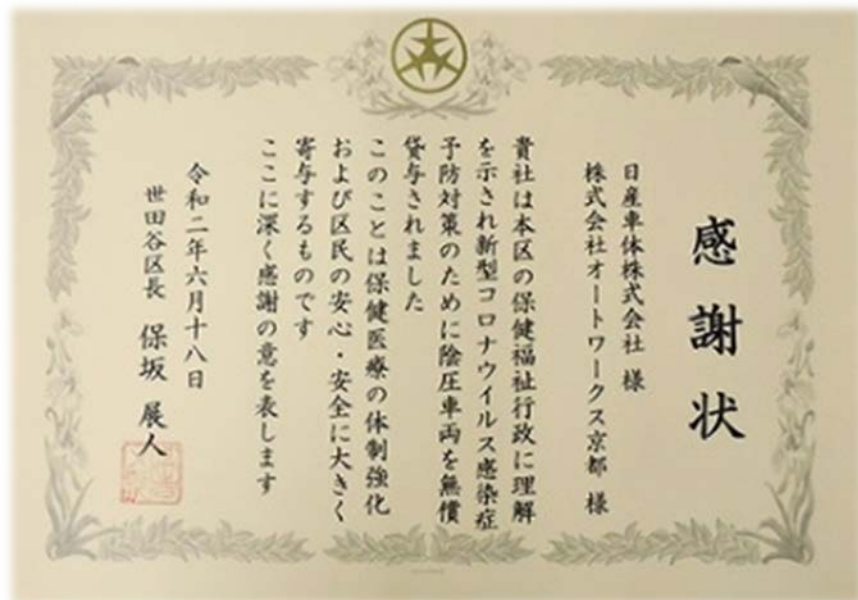 感謝状
日産車体株式会社 様
株式会社オートワークス京都 様
貴社は本区の保健福祉行政に理解
を示され新型コロナウイルス感染症
予防対策のために陰圧車両を無償
貸与されました
このことは保健医療の体制強化
および区民の安心・安全に大きく
寄与するものです
ここに深く感謝の意を表します
令和二年六月十八日
世田谷区長 保坂 展人